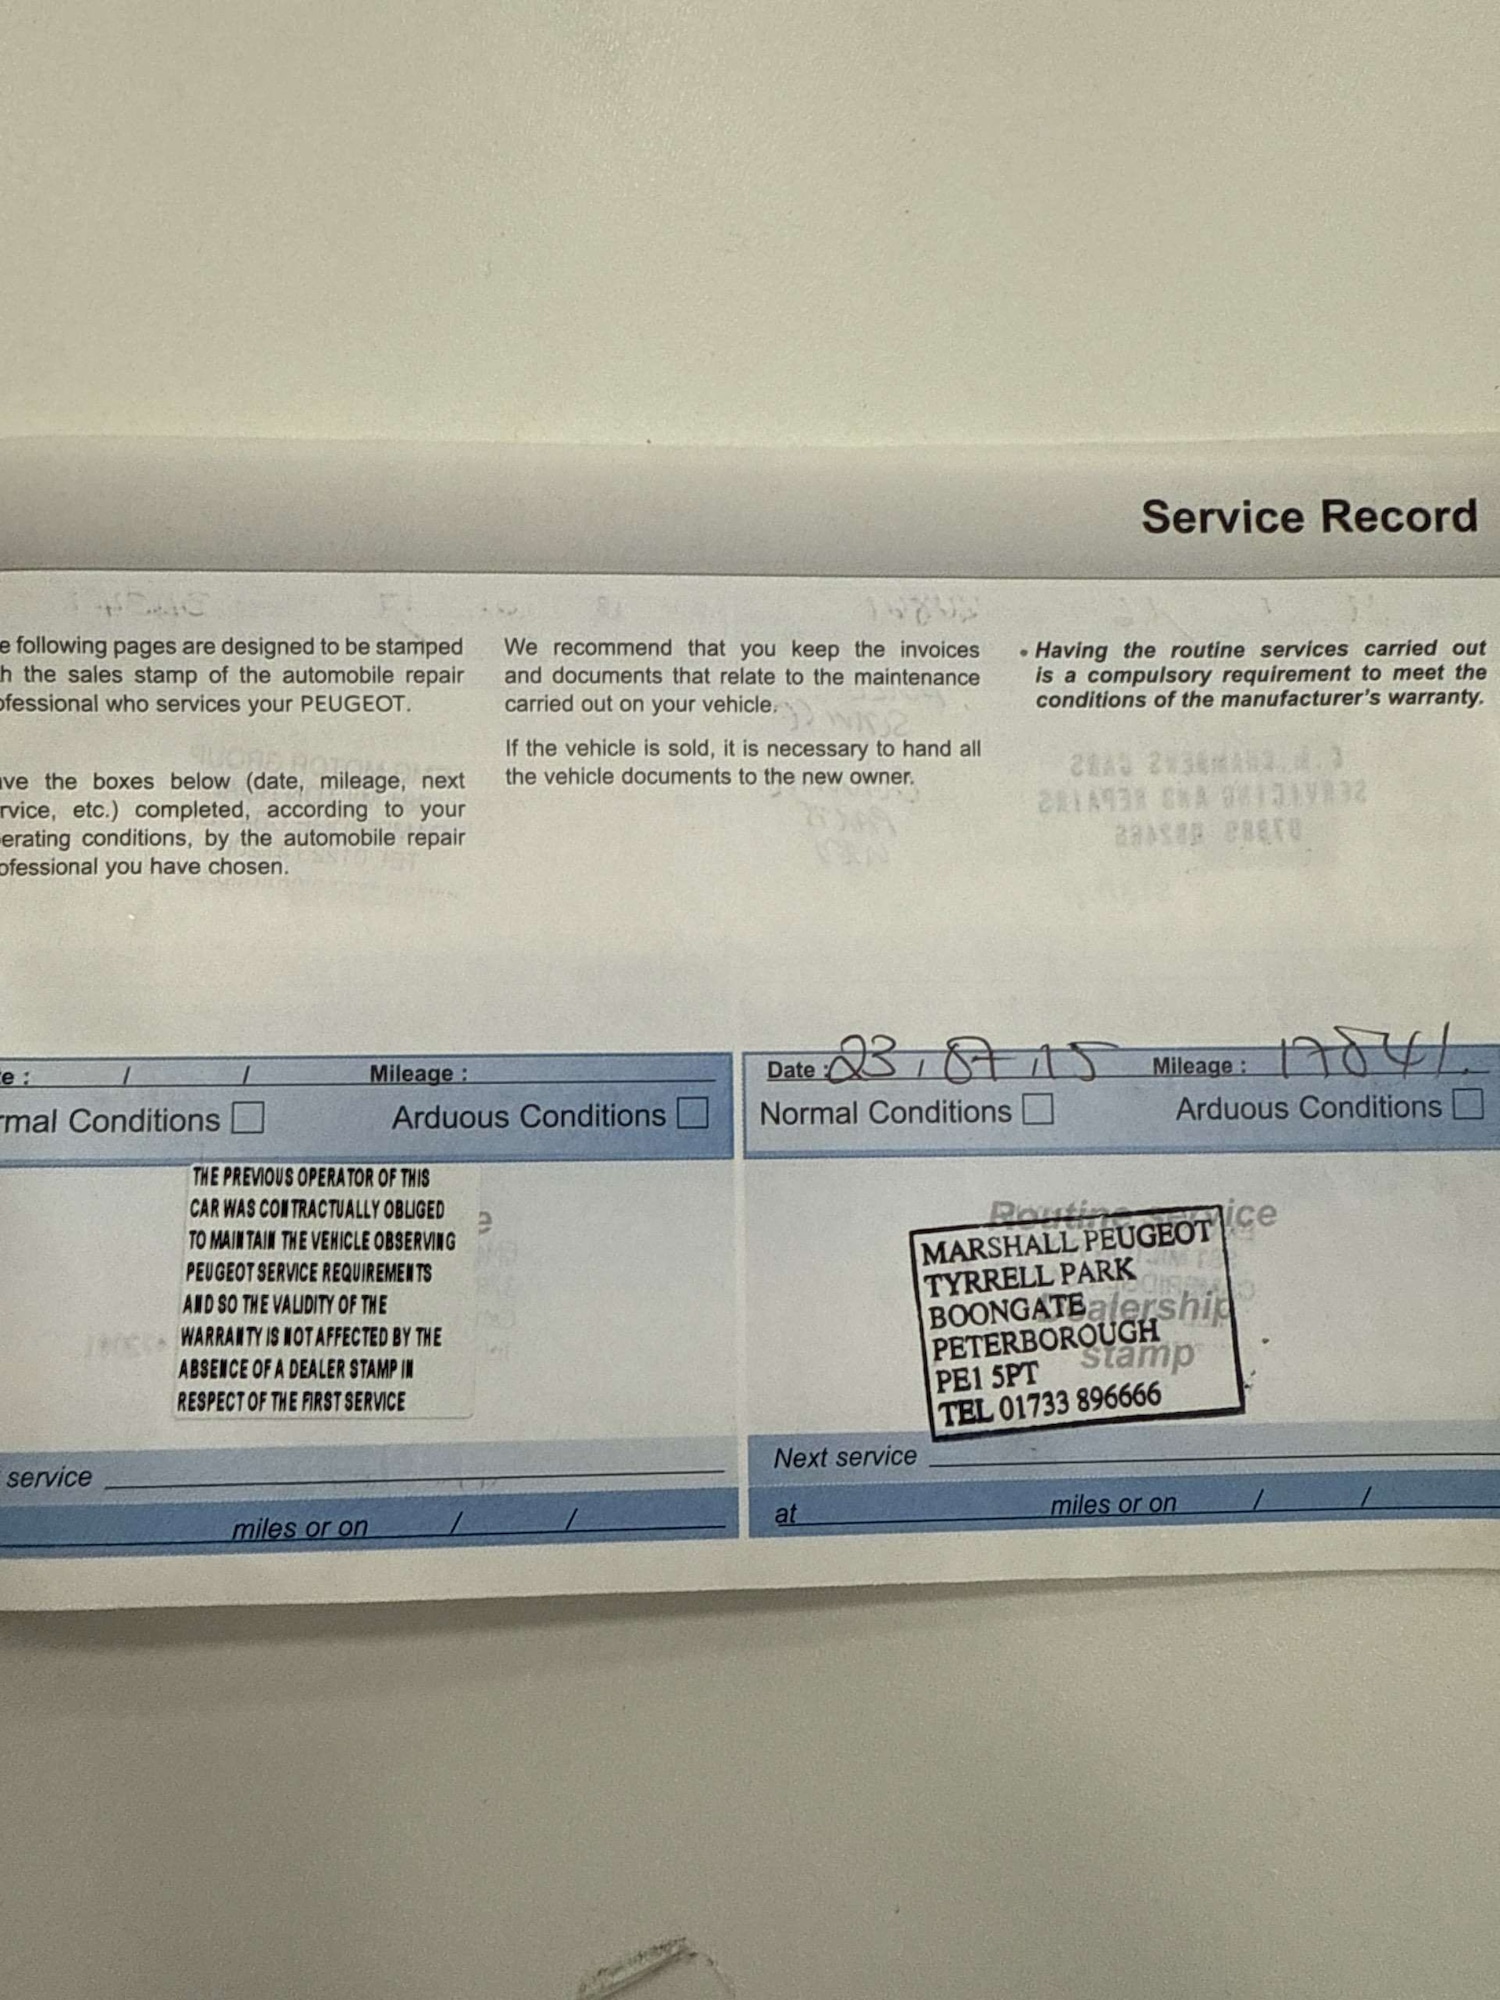 Service Record
e following pages are designed to be stamped
h the sales stamp of the automobile repair
ofessional who services your PEUGEOT.
ve the boxes below (date, mileage, next
rvice, etc.) completed, according to your
erating conditions, by the automobile repair
ofessional you have chosen.
We recommend that you keep the invoices
and documents that relate to the maintenance
carried out on your vehicle.
If the vehicle is sold, it is necessary to hand all
the vehicle documents to the new owner.
• Having the routine services carried out
is a compulsory requirement to meet the
conditions of the manufacturer's warranty.
e : / / Mileage :
rmal Conditions Arduous Conditions
THE PREVIOUS OPERATOR OF THIS
CAR WAS CONTRACTUALLY OBLIGED
TO MAINTAIN THE VEHICLE OBSERVING
PEUGEOT SERVICE REQUIREMENTS
AND SO THE VALIDITY OF THE
WARRANTY IS NOT AFFECTED BY THE
ABSENCE OF A DEALER STAMP IN
RESPECT OF THE FIRST SERVICE
service
miles or on / /
Date : 23 / 07 / 15 Mileage : 17841
Normal Conditions Arduous Conditions
Routine service
Dealership
stamp
MARSHALL PEUGEOT
TYRRELL PARK
BOONGATE
PETERBOROUGH
PE1 5PT
TEL 01733 896666
Next service
at miles or on / /